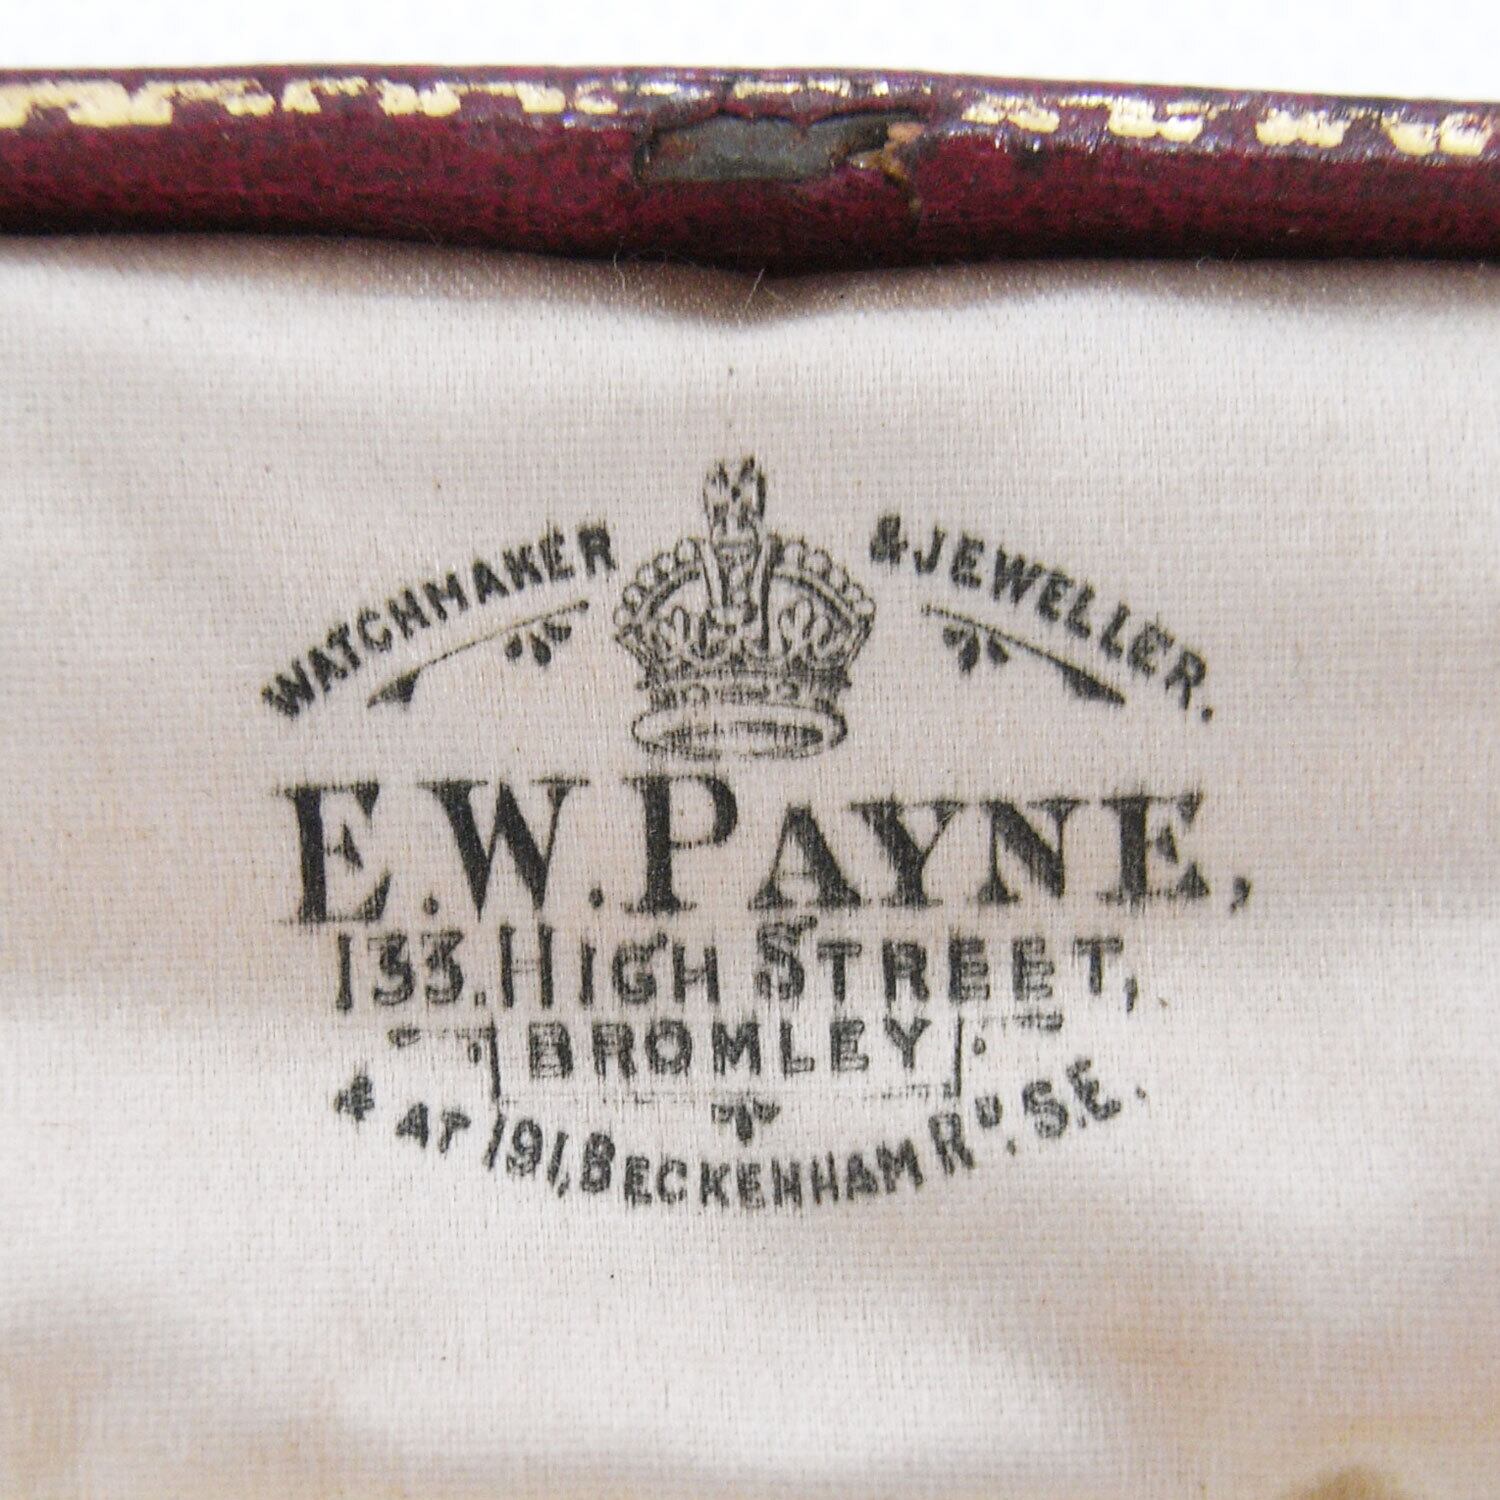 WATCHMAKER & JEWELLER.
E.W. PAYNE,
133. HIGH STREET,
BROMLEY
& AT 191, BECKENHAM RD. S.E.